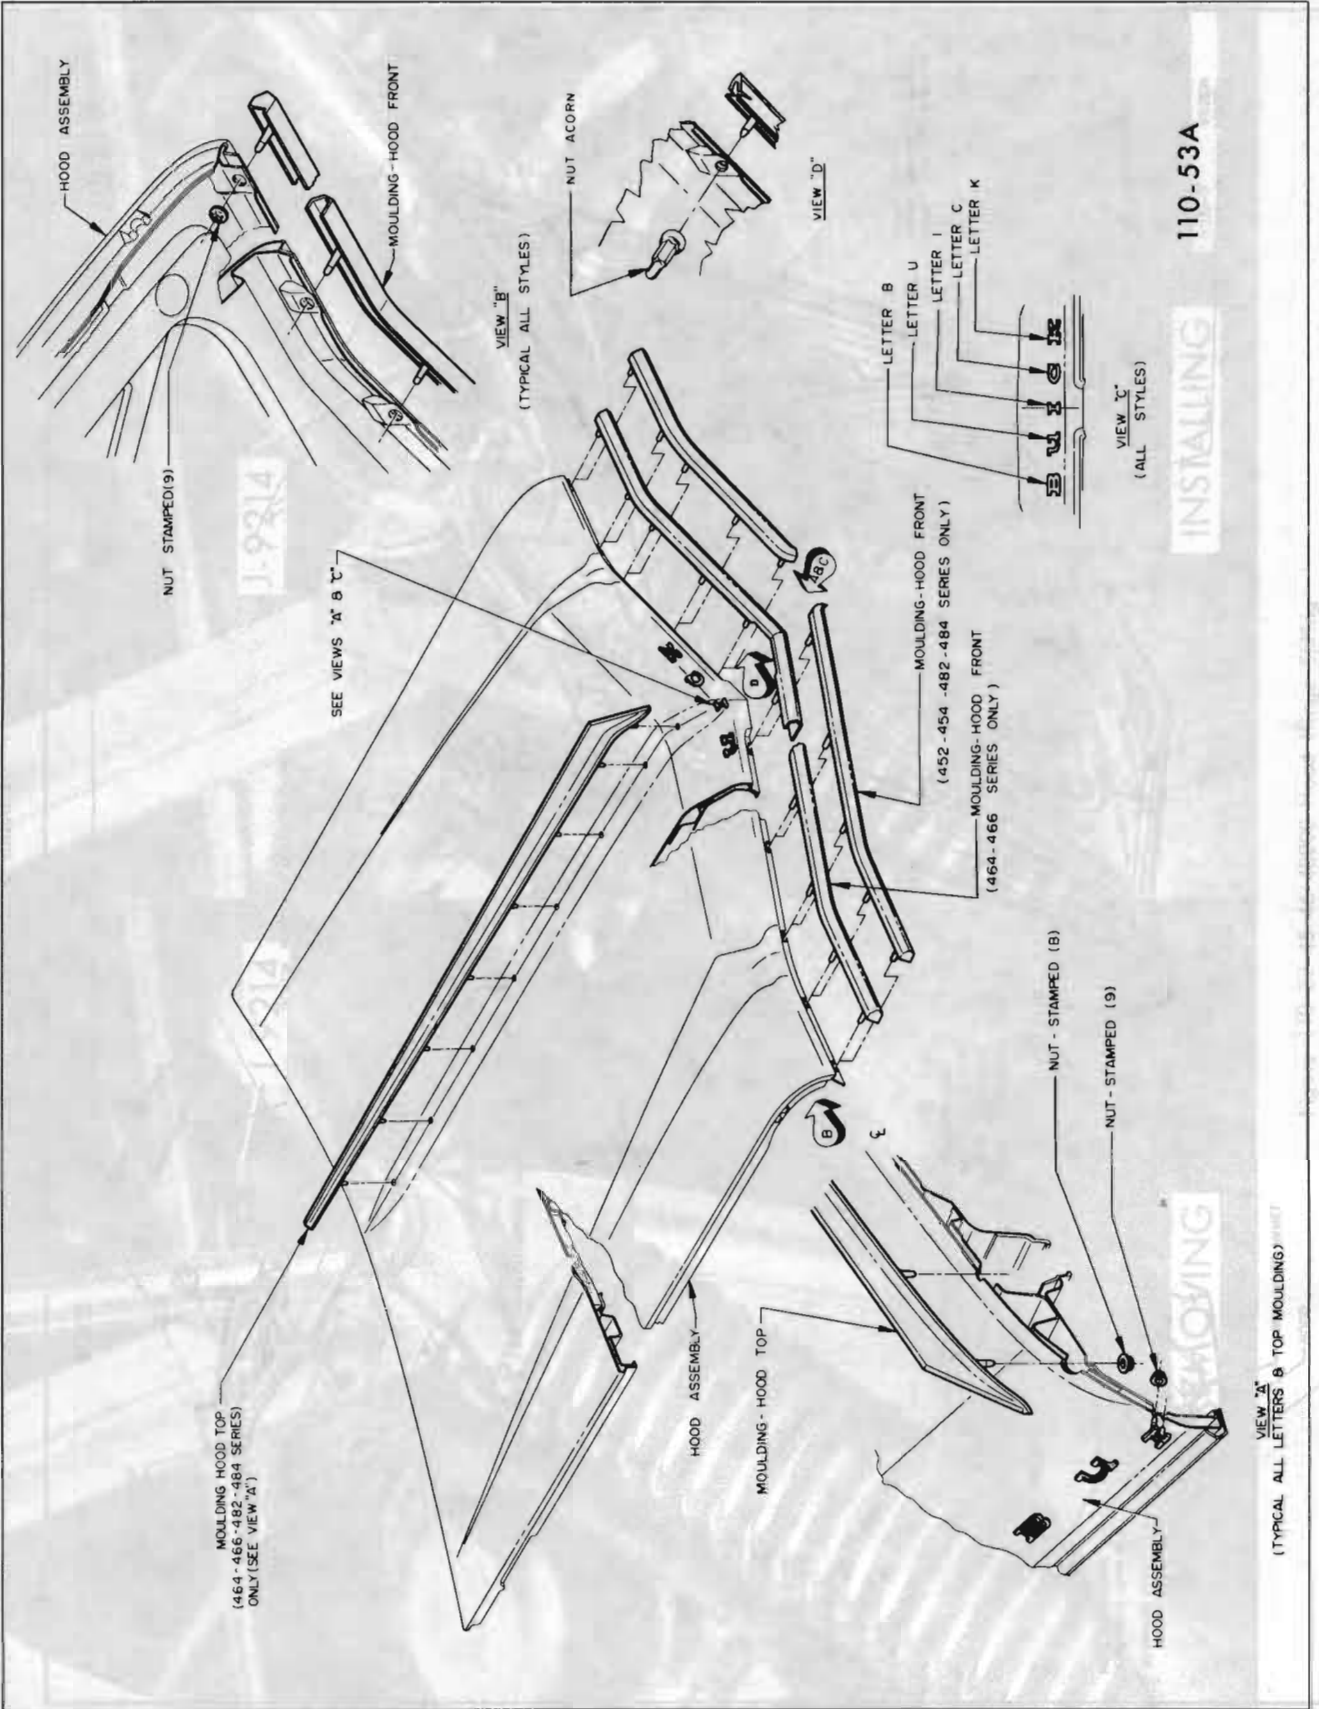 MOULDING HOOD TOP
(464-466-482-484 SERIES)
ONLY (SEE VIEW "A")
SEE VIEWS "A" & "C"
NUT STAMPED(9)
HOOD ASSEMBLY
MOULDING-HOOD FRONT
VIEW "B"
(TYPICAL ALL STYLES)
NUT ACORN
VIEW "D"
J-9214
HOOD ASSEMBLY
MOULDING- HOOD TOP
B
D
ABC
MOULDING-HOOD FRONT
(452-454-482-484 SERIES ONLY)
MOULDING-HOOD FRONT
(464-466 SERIES ONLY)
LETTER B
LETTER U
LETTER I
LETTER C
LETTER K
B U I C K
VIEW "C"
(ALL STYLES)
NUT-STAMPED (8)
NUT-STAMPED (9)
HOOD ASSEMBLY
VIEW "A"
(TYPICAL ALL LETTERS & TOP MOULDING)
INSTALLING
110-53A